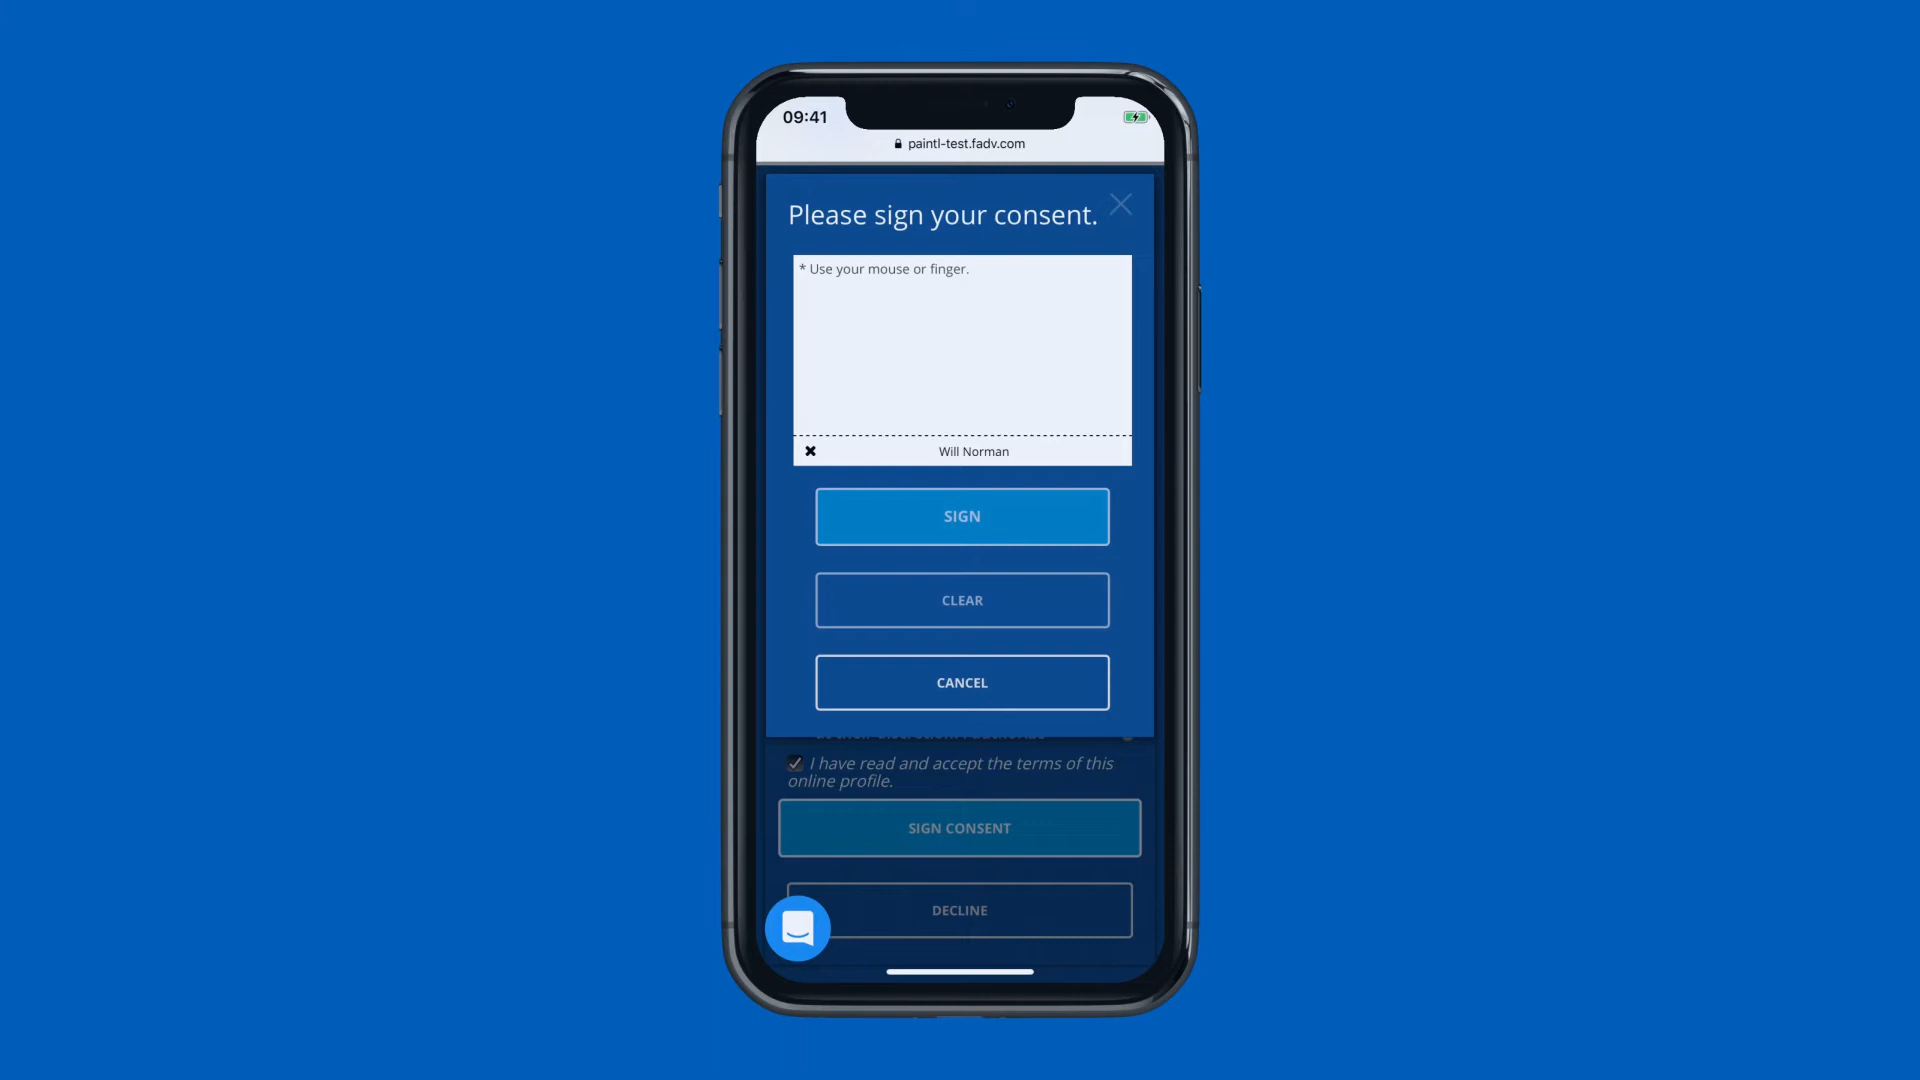 09:41
paintl-test.fadv.com
Please sign your consent.
* Use your mouse or finger.
Will Norman
SIGN
CLEAR
CANCEL
I have read and accept the terms of this
online profile.
SIGN CONSENT
DECLINE